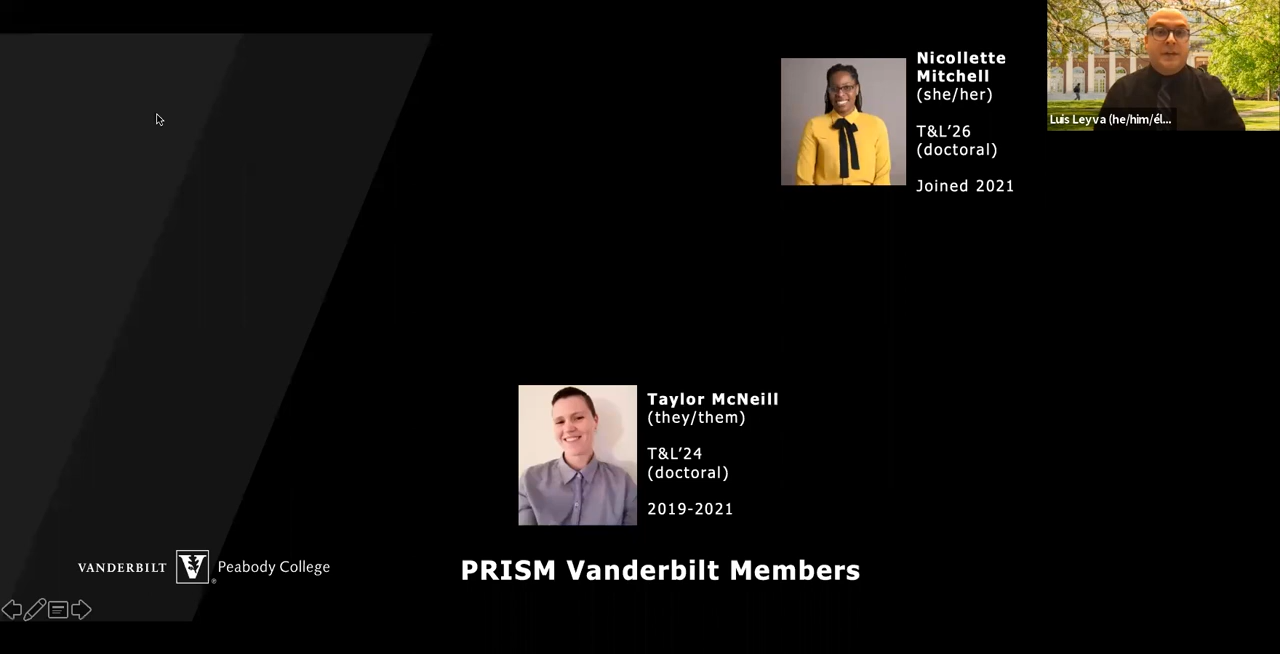 Nicollette
Mitchell
(she/her)
T&L’26
(doctoral)
Joined 2021
Luis Leyva (he/him/él...
Taylor McNeill
(they/them)
T&L’24
(doctoral)
2019-2021
VANDERBILT V® Peabody College
PRISM Vanderbilt Members